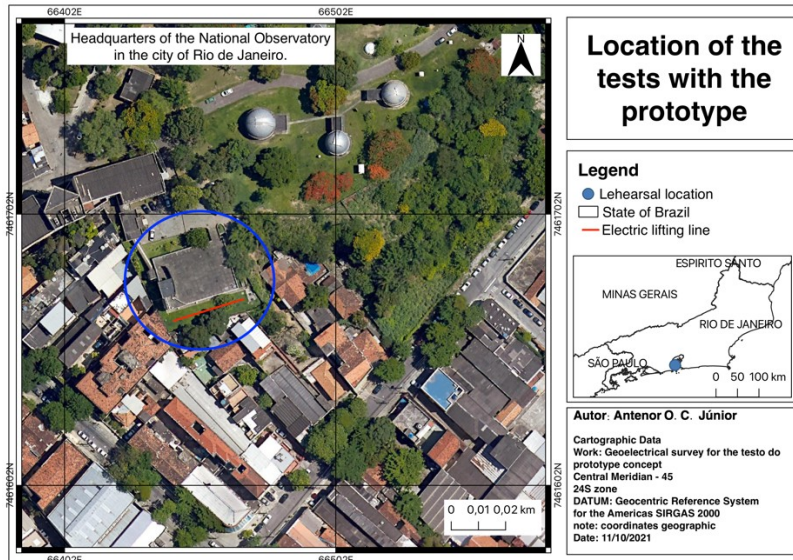 66402E
66502E
Headquarters of the National Observatory
in the city of Rio de Janeiro.
N
7461702N
7461702N
7461602N
7461602N
0 0,01 0,02 km
66402E
66502E
Location of the
tests with the
prototype
Legend
Lehearsal location
State of Brazil
Electric lifting line
ESPIRITO SANTO
MINAS GERAIS
RIO DE JANEIRO
SÃO PAULO
0 50 100 km
Autor: Antenor O. C. Júnior
Cartographic Data
Work: Geoelectrical survey for the testo do
prototype concept
Central Meridian - 45
24S zone
DATUM: Geocentric Reference System
for the Americas SIRGAS 2000
note: coordinates geographic
Date: 11/10/2021